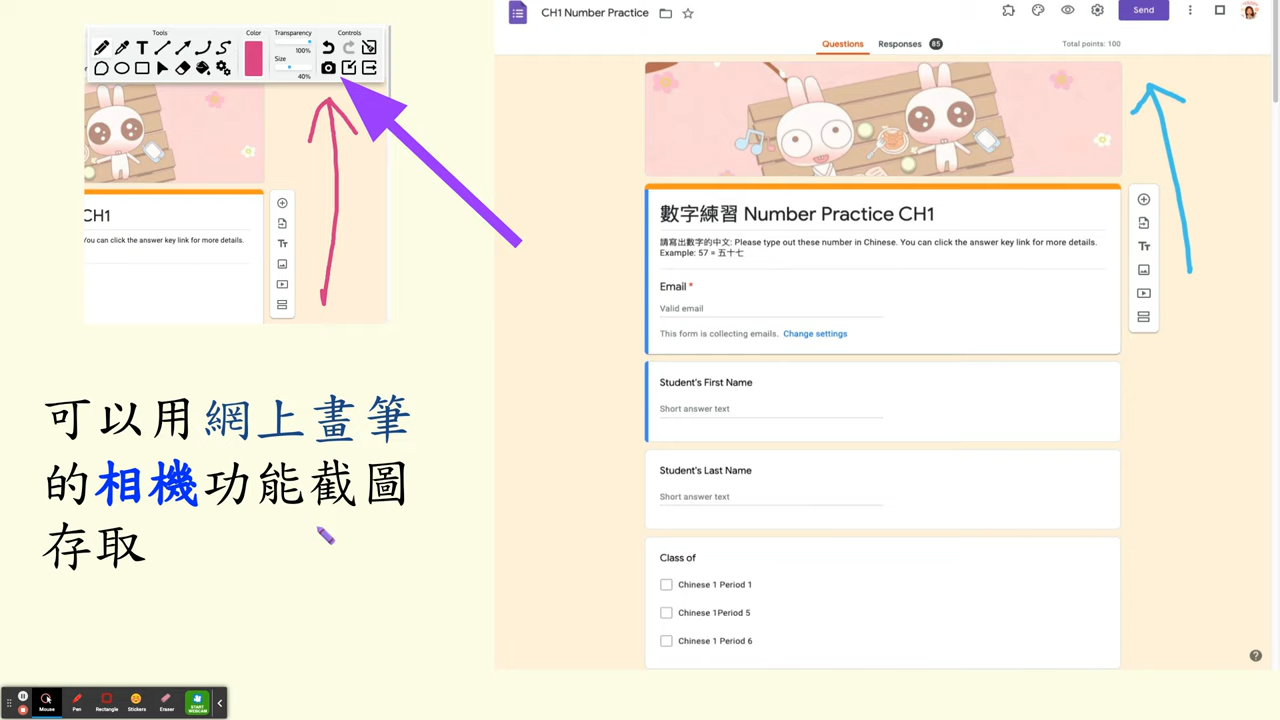 Tools
Color
Transparency
Controls
100%
Size
40%
CH1
You can click the answer key link for more details.
可以用網上畫筆
的相機功能截圖
存取
CH1 Number Practice
Send
Questions
Responses 85
Total points: 100
數字練習 Number Practice CH1
請寫出數字的中文: Please type out these number in Chinese. You can click the answer key link for more details.
Example: 57 = 五十七
Email *
Valid email
This form is collecting emails. Change settings
Student's First Name
Short answer text
Student's Last Name
Short answer text
Class of
Chinese 1 Period 1
Chinese 1Period 5
Chinese 1 Period 6
Mouse
Pen
Rectangle
Stickers
Eraser
START WEBCAM